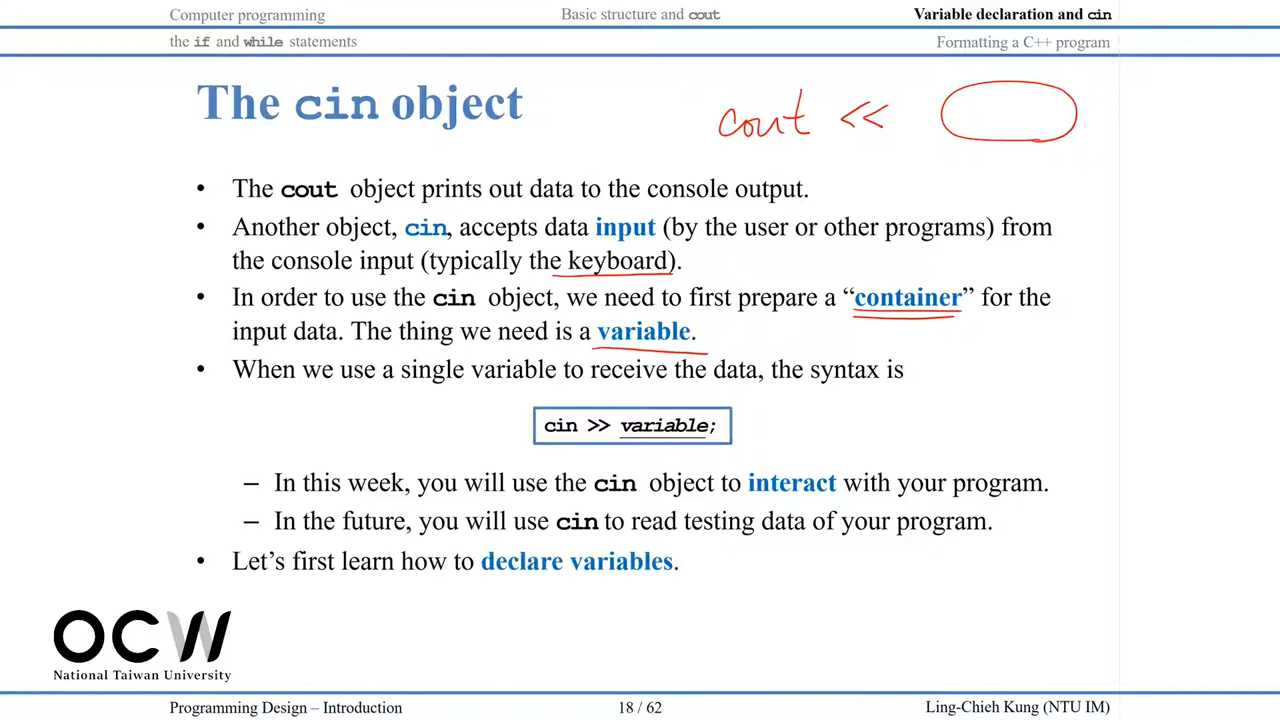 Computer programming Basic structure and cout Variable declaration and cin
the if and while statements Formatting a C++ program
The cin object
cout <<
• The cout object prints out data to the console output.
• Another object, cin, accepts data input (by the user or other programs) from
the console input (typically the keyboard).
• In order to use the cin object, we need to first prepare a “container” for the
input data. The thing we need is a variable.
• When we use a single variable to receive the data, the syntax is
cin >> variable;
– In this week, you will use the cin object to interact with your program.
– In the future, you will use cin to read testing data of your program.
• Let’s first learn how to declare variables.
OCW
National Taiwan University
Programming Design – Introduction 18 / 62 Ling-Chieh Kung (NTU IM)